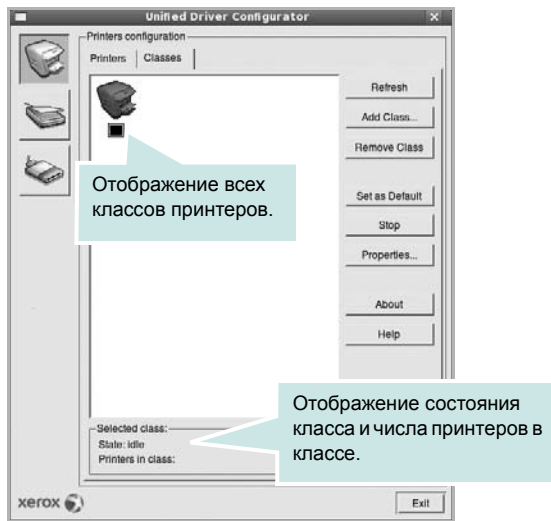 Unified Driver Configurator
Printers configuration
Printers Classes
Refresh
Add Class...
Remove Class
Set as Default
Stop
Properties...
About
Help
Отображение всех
классов принтеров.
Отображение состояния
класса и числа принтеров в
классе.
Selected class:
State: idle
Printers in class:
xerox
Exit